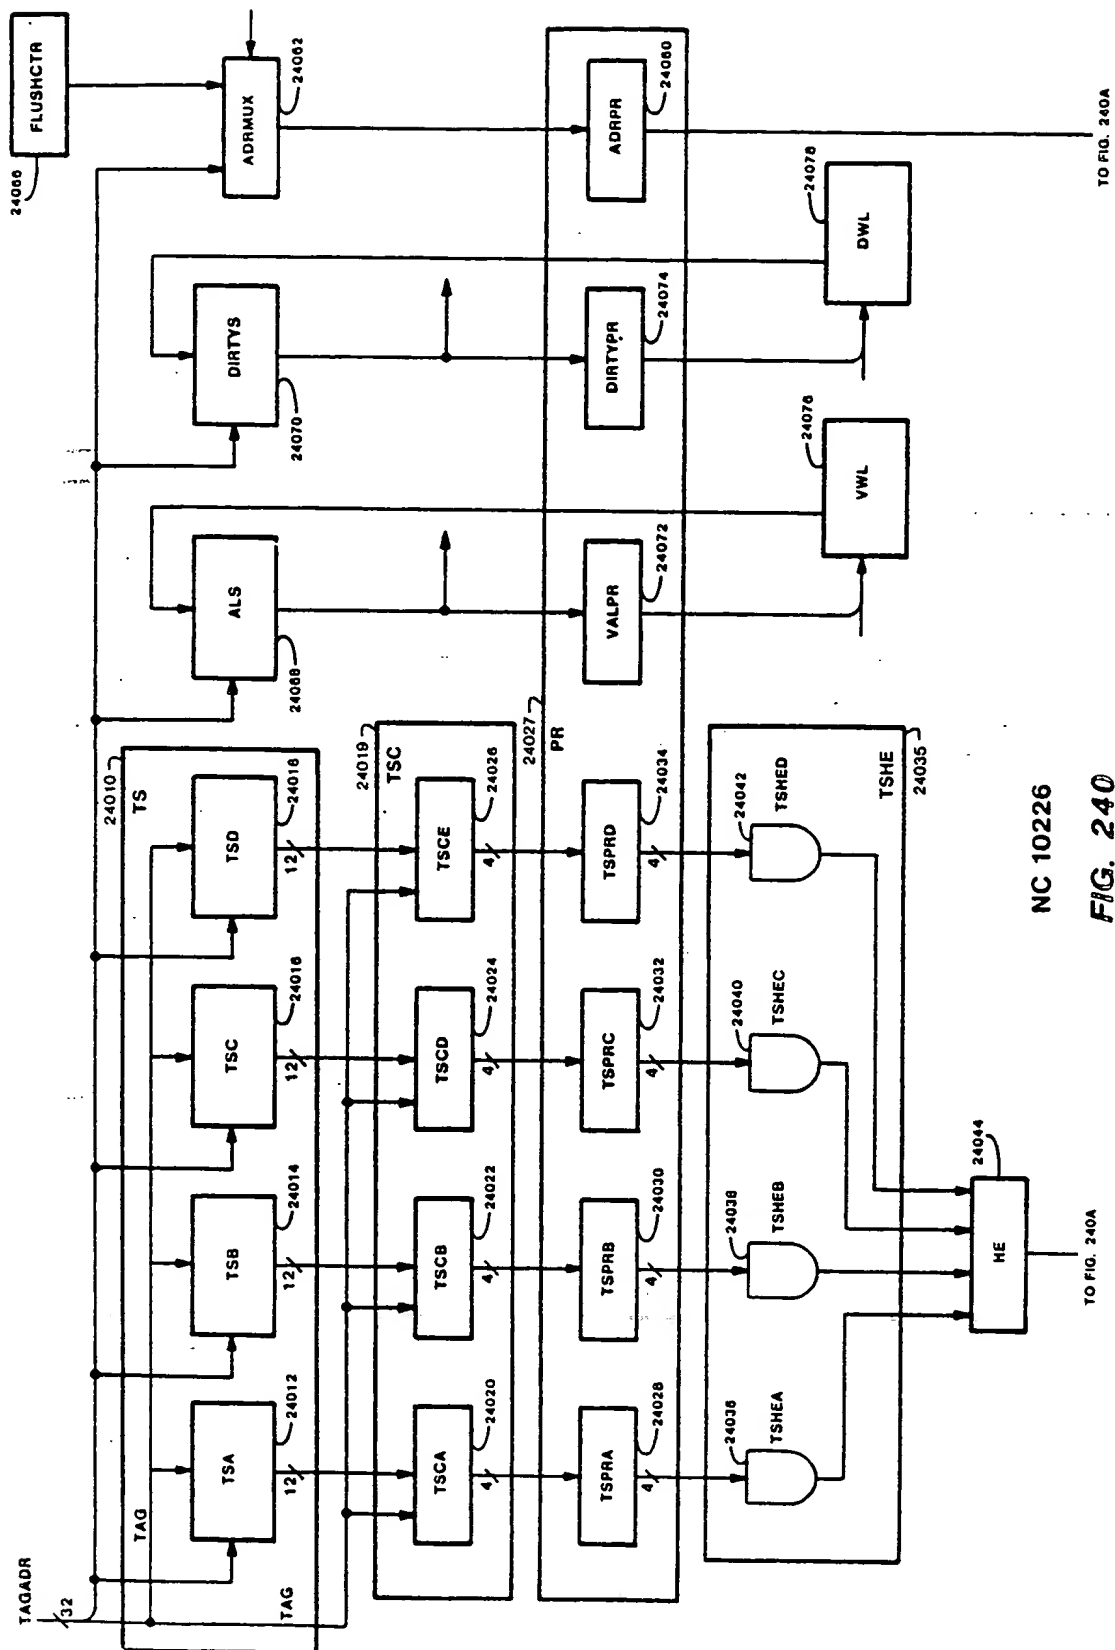 TAGADR
32
TAG
TAG
24010
TS
TSA
24012
12
TSB
24014
12
TSC
24016
12
TSD
24018
12
ALS
24068
DIRTYS
24070
FLUSHCTR
24066
ADRMUX
24062
24019
TSC
TSCA
24020
4
TSCB
24022
4
TSCD
24024
4
TSCE
24026
4
24027
PR
TSPRA
24028
4
TSPRB
24030
4
TSPRC
24032
4
TSPRD
24034
4
VALPR
24072
DIRTYPR
24074
ADRPR
24060
24036
TSHEA
24038
TSHEB
24040
TSHEC
24042
TSHED
TSHE
24035
VWL
24076
DWL
24078
HE
24044
TO FIG. 240A
TO FIG. 240A
NC 10226
FIG. 240